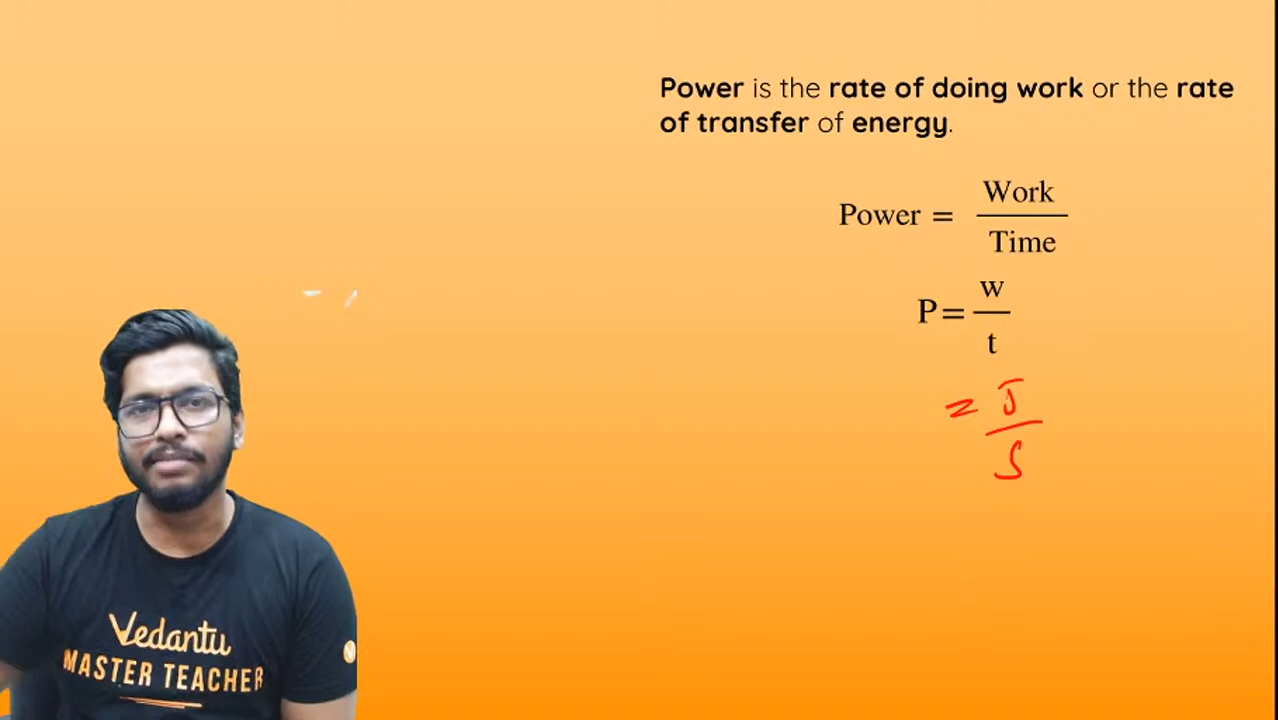 Power is the rate of doing work or the rate
of transfer of energy.
Power = Work
Time
P = w
t
= J
S
Vedantu
MASTER TEACHER
V